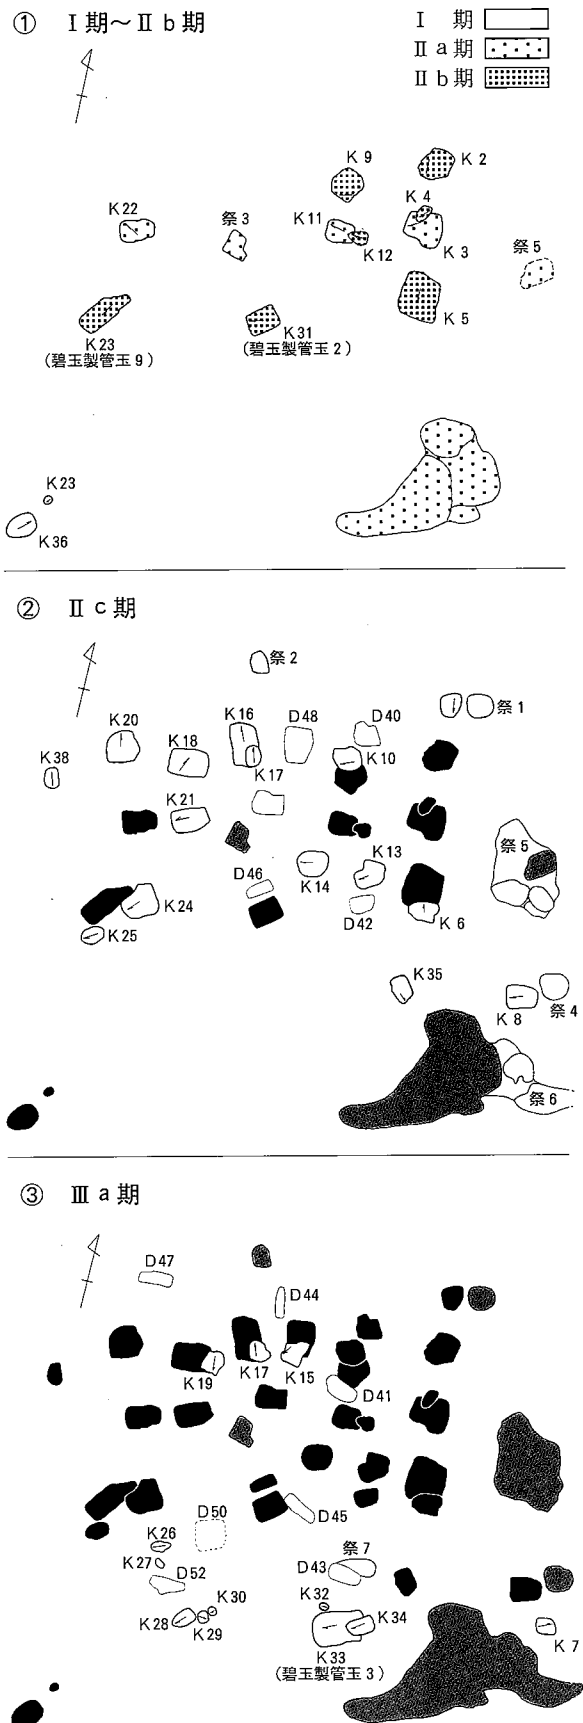 ① Ⅰ期～Ⅱb期
Ⅰ 期
Ⅱa期
Ⅱb期
K2
K9
K4
K22
祭3
K11
K12
K3
祭5
K5
K23
(碧玉製管玉9)
K31
(碧玉製管玉2)
K23
K36
② Ⅱc期
祭2
祭1
K20
K16
D48
D40
K38
K18
K17
K10
K21
祭5
D46
K14
K13
K24
D42
K6
K25
K35
K8
祭4
祭6
③ Ⅲa期
D47
D44
K19
K17
K15
D41
D50
D45
K26
祭7
K27
D52
D43
K30
K32
K28
K29
K34
K33
(碧玉製管玉3)
K7